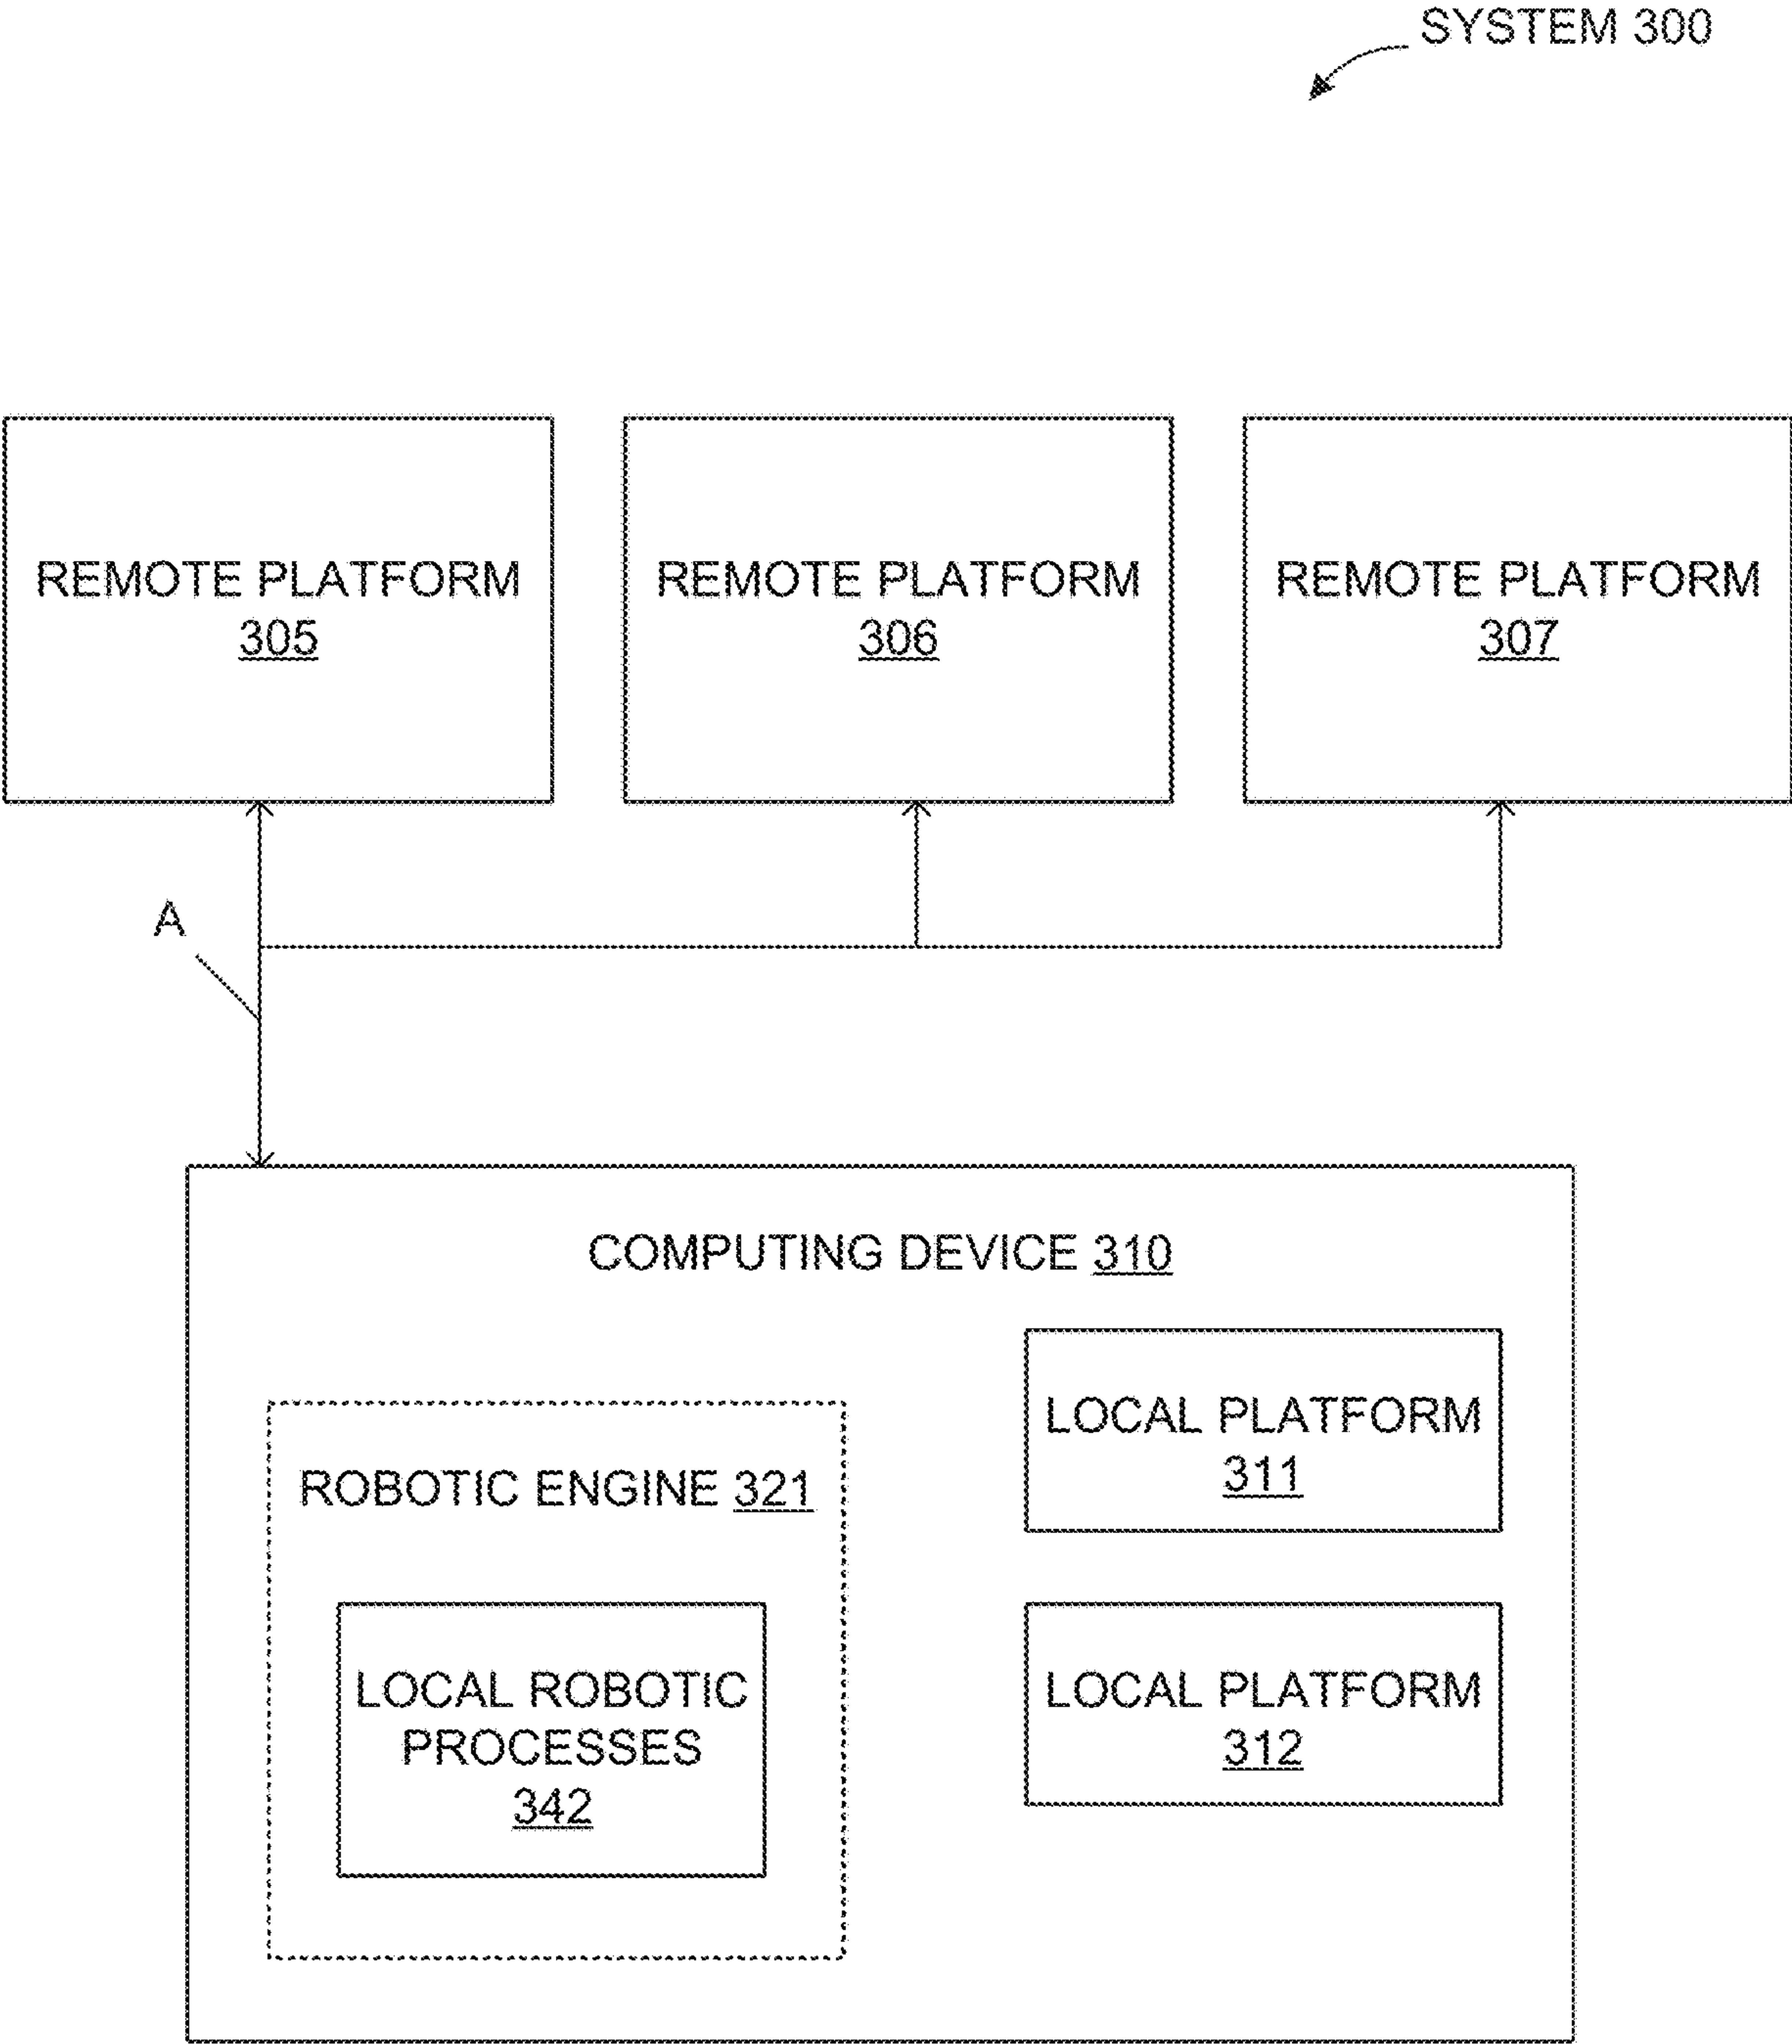 SYSTEM 300
REMOTE PLATFORM
305
REMOTE PLATFORM
306
REMOTE PLATFORM
307
A
COMPUTING DEVICE 310
LOCAL PLATFORM
311
ROBOTIC ENGINE 321
LOCAL ROBOTIC
PROCESSES
342
LOCAL PLATFORM
312